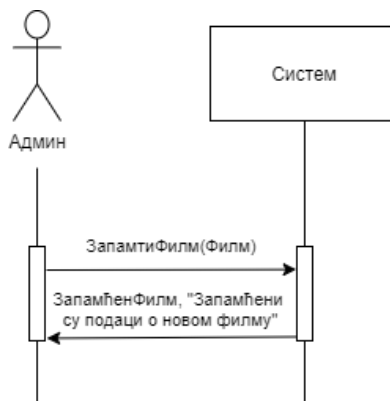 Систем
Админ
ЗапамтиФилм(Филм)
ЗапамћенФилм, "Запамћени
су подаци о новом филму"